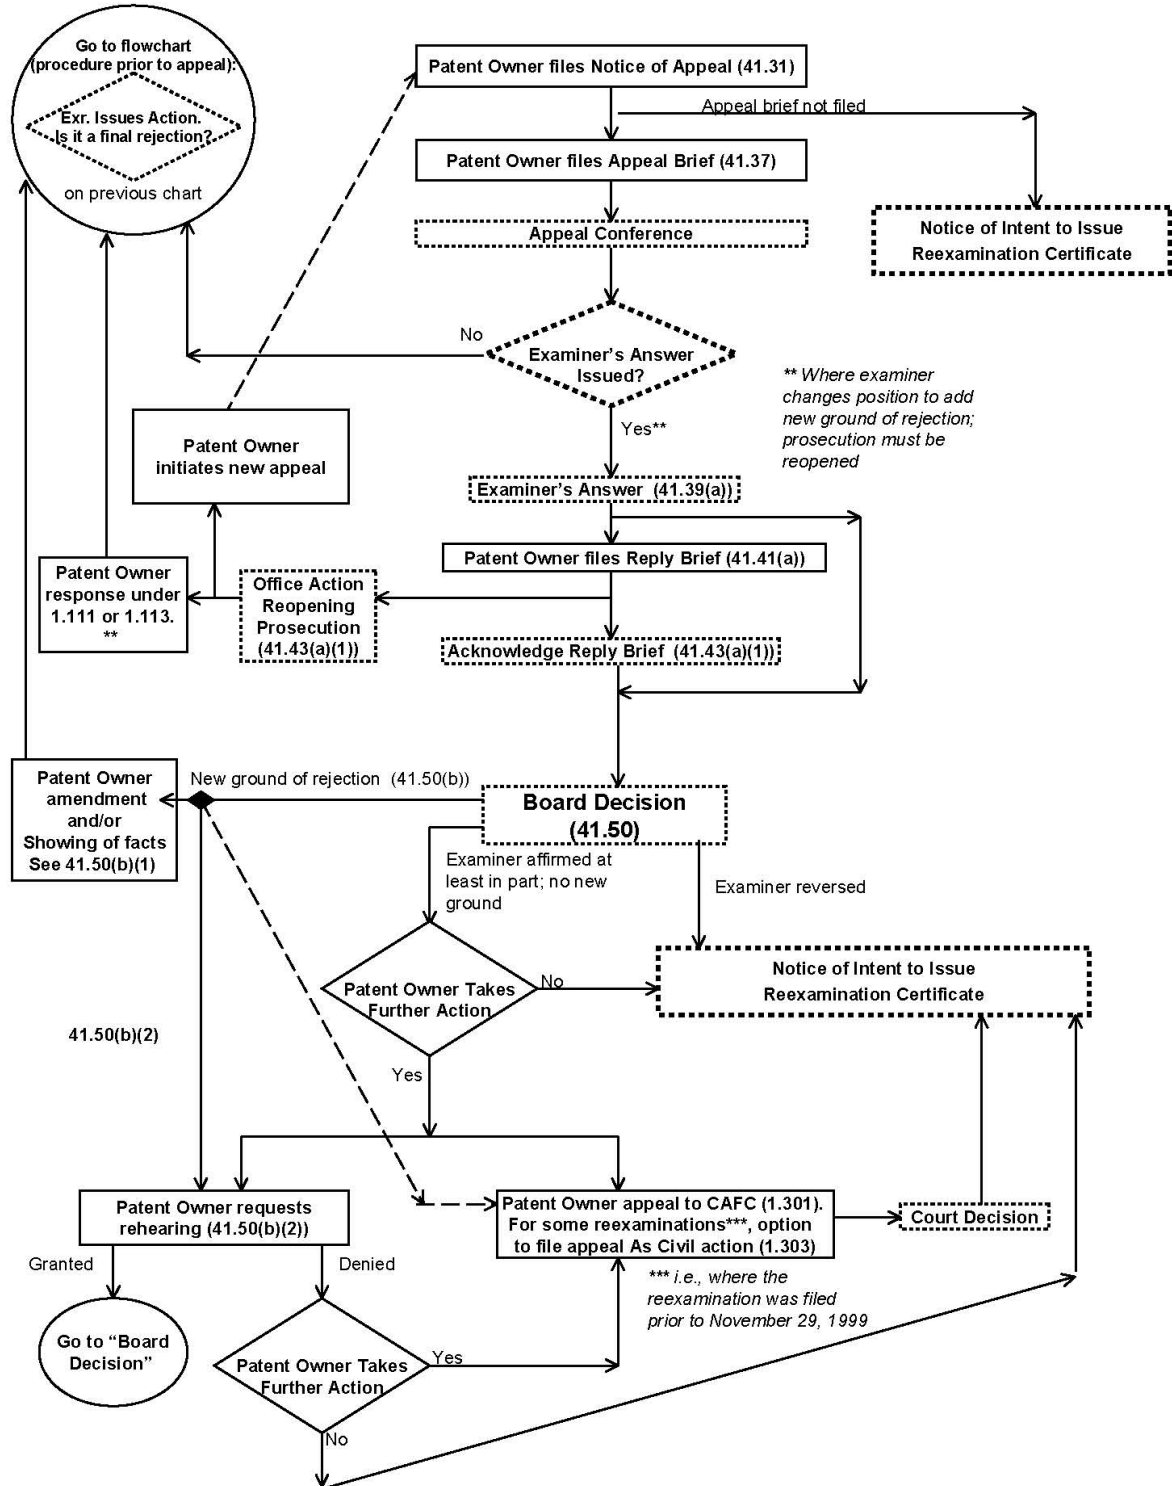 Go to flowchart
(procedure prior to appeal):
Exr. Issues Action.
Is it a final rejection?
on previous chart
Patent Owner files Notice of Appeal (41.31)
Appeal brief not filed
Patent Owner files Appeal Brief (41.37)
Appeal Conference
Notice of Intent to Issue
Reexamination Certificate
No
Examiner's Answer
Issued?
** Where examiner
changes position to add
new ground of rejection;
prosecution must be
reopened
Yes**
Patent Owner
initiates new appeal
Examiner's Answer (41.39(a))
Patent Owner files Reply Brief (41.41(a))
Patent Owner
response under
1.111 or 1.113.
**
Office Action
Reopening
Prosecution
(41.43(a)(1))
Acknowledge Reply Brief (41.43(a)(1))
Patent Owner
amendment
and/or
Showing of facts
See 41.50(b)(1)
New ground of rejection (41.50(b))
Board Decision
(41.50)
Examiner affirmed at
least in part; no new
ground
Examiner reversed
Patent Owner Takes
Further Action
No
Notice of Intent to Issue
Reexamination Certificate
41.50(b)(2)
Yes
Patent Owner requests
rehearing (41.50(b)(2))
Patent Owner appeal to CAFC (1.301).
For some reexaminations***, option
to file appeal As Civil action (1.303)
Court Decision
Granted
Denied
*** i.e., where the
reexamination was filed
prior to November 29, 1999
Go to “Board
Decision”
Patent Owner Takes
Further Action
Yes
No